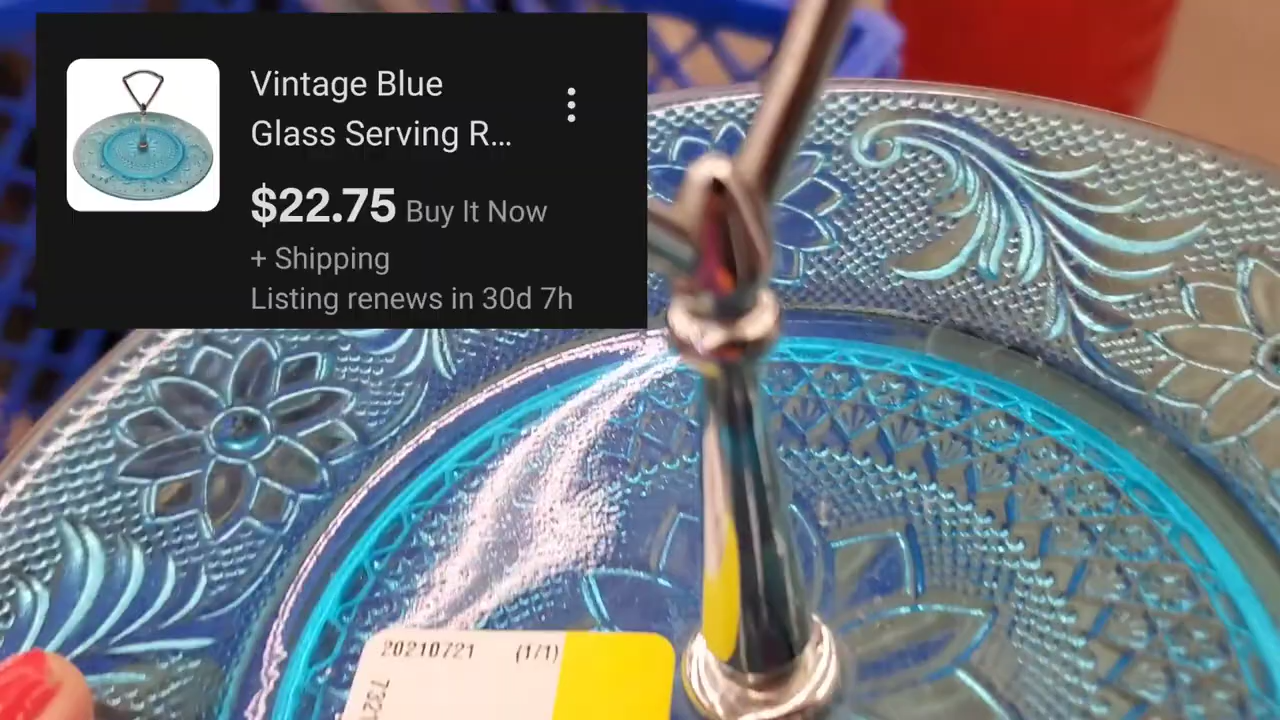 Vintage Blue
Glass Serving R...
$22.75 Buy It Now
+ Shipping
Listing renews in 30d 7h
20210721 (1/1)